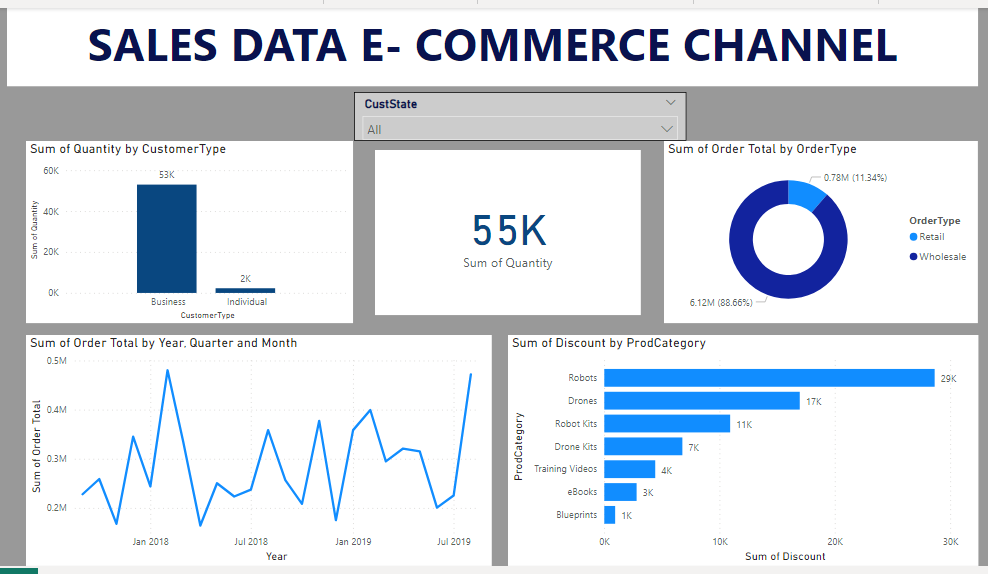 SALES DATA E- COMMERCE CHANNEL
CustState
All
Sum of Quantity by CustomerType
Sum of Quantity
60K
40K
20K
0K
53K
2K
Business
Individual
CustomerType
55K
Sum of Quantity
Sum of Order Total by OrderType
0.78M (11.34%)
6.12M (88.66%)
OrderType
Retail
Wholesale
Sum of Order Total by Year, Quarter and Month
Sum of Order Total
0.5M
0.4M
0.3M
0.2M
Jan 2018
Jul 2018
Jan 2019
Jul 2019
Year
Sum of Discount by ProdCategory
ProdCategory
Robots 29K
Drones 17K
Robot Kits 11K
Drone Kits 7K
Training Videos 4K
eBooks 3K
Blueprints 1K
0K 10K 20K 30K
Sum of Discount